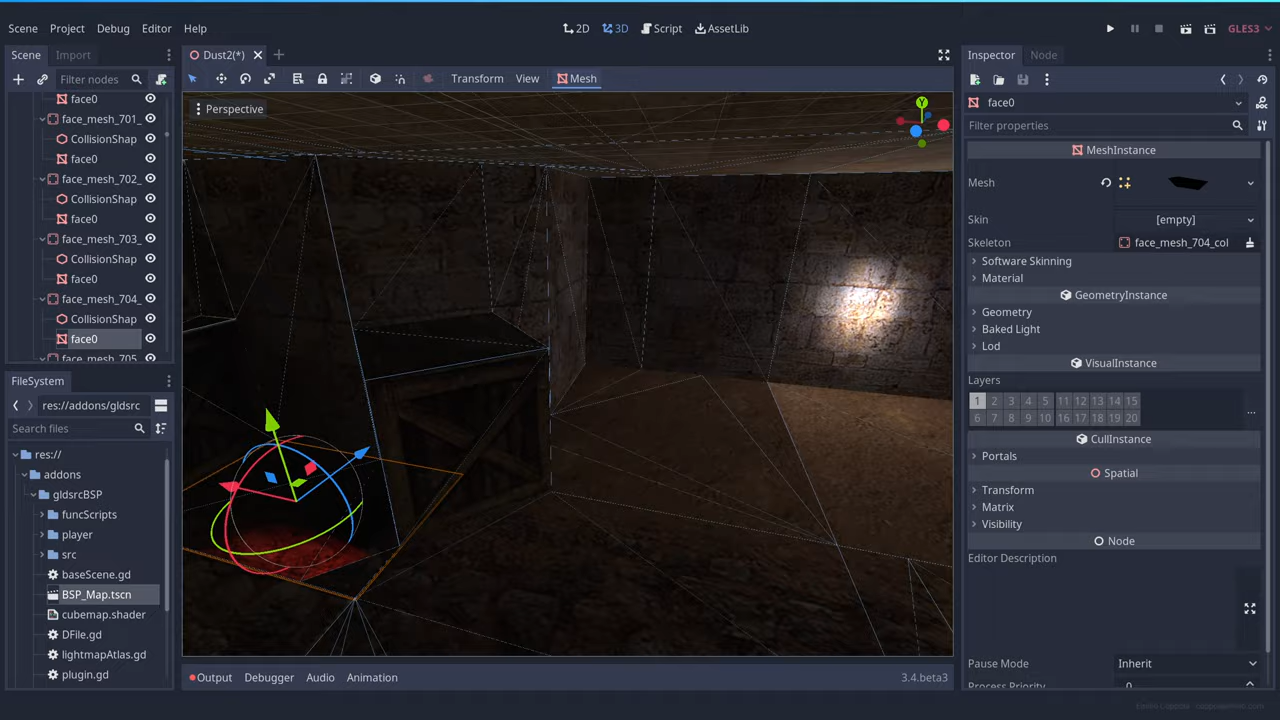 Scene Project Debug Editor Help
2D 3D Script AssetLib
GLES3
Scene Import
Dust2(*)
Inspector Node
Filter nodes
Transform View Mesh
face0
face_mesh_701_
CollisionShap
face0
face_mesh_702_
CollisionShap
face0
face_mesh_703_
CollisionShap
face0
face_mesh_704_
CollisionShap
face0
face_mesh_705
FileSystem
res://addons/gldsrc
Search files
res://
addons
gldsrcBSP
funcScripts
player
src
baseScene.gd
BSP_Map.tscn
cubemap.shader
DFile.gd
lightmapAtlas.gd
plugin.gd
Perspective
Y
Output Debugger Audio Animation
3.4.beta3
face0
Filter properties
MeshInstance
Mesh
Skin [empty]
Skeleton face_mesh_704_col
Software Skinning
Material
GeometryInstance
Geometry
Baked Light
Lod
VisualInstance
Layers
1 2 3 4 5 11 12 13 14 15
6 7 8 9 10 16 17 18 19 20
...
CullInstance
Portals
Spatial
Transform
Matrix
Visibility
Node
Editor Description
Pause Mode Inherit
Process Priority 0